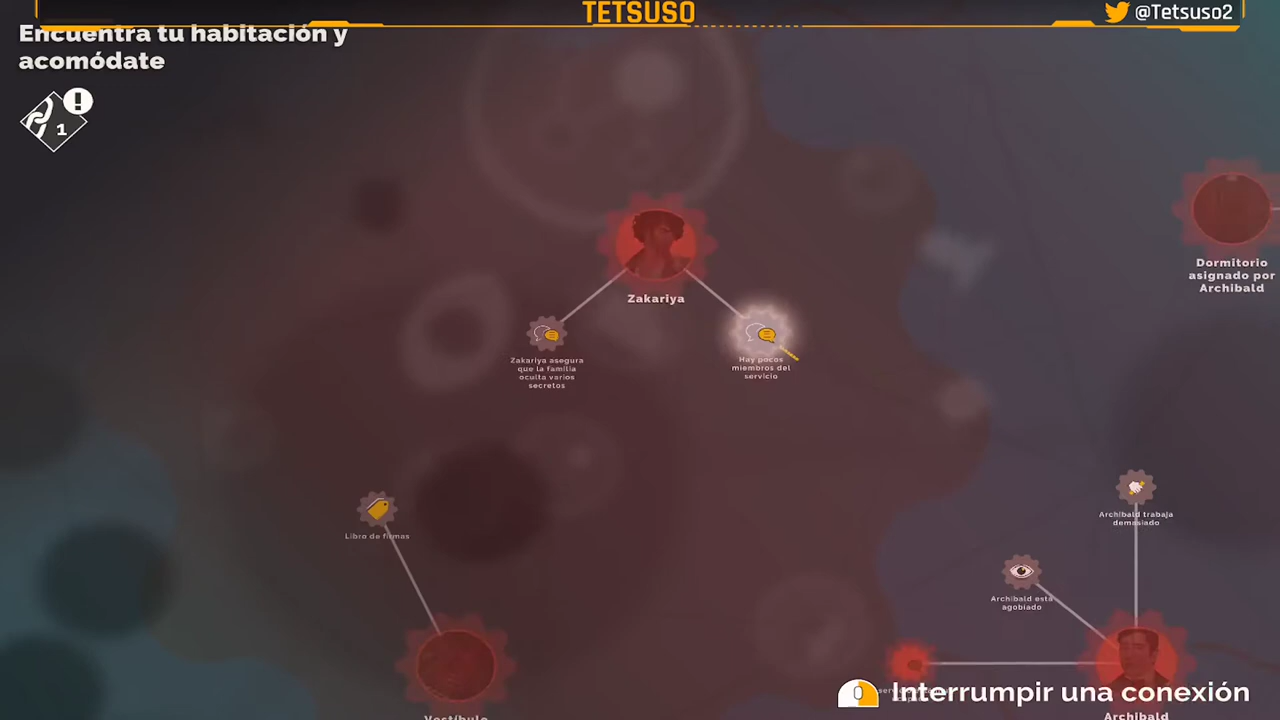 TETSUSO
@Tetsuso2
Encuentra tu habitación y
acomódate
1
Zakariya
Zakariya asegura
que la familia
oculta varios
secretos
Hay pocos
miembros del
servicio
Dormitorio
asignado por
Archibald
Libro de firmas
Archibald trabaja
demasiado
Archibald está
agobiado
Interrumpir una conexión
Vestíbulo
Archibald